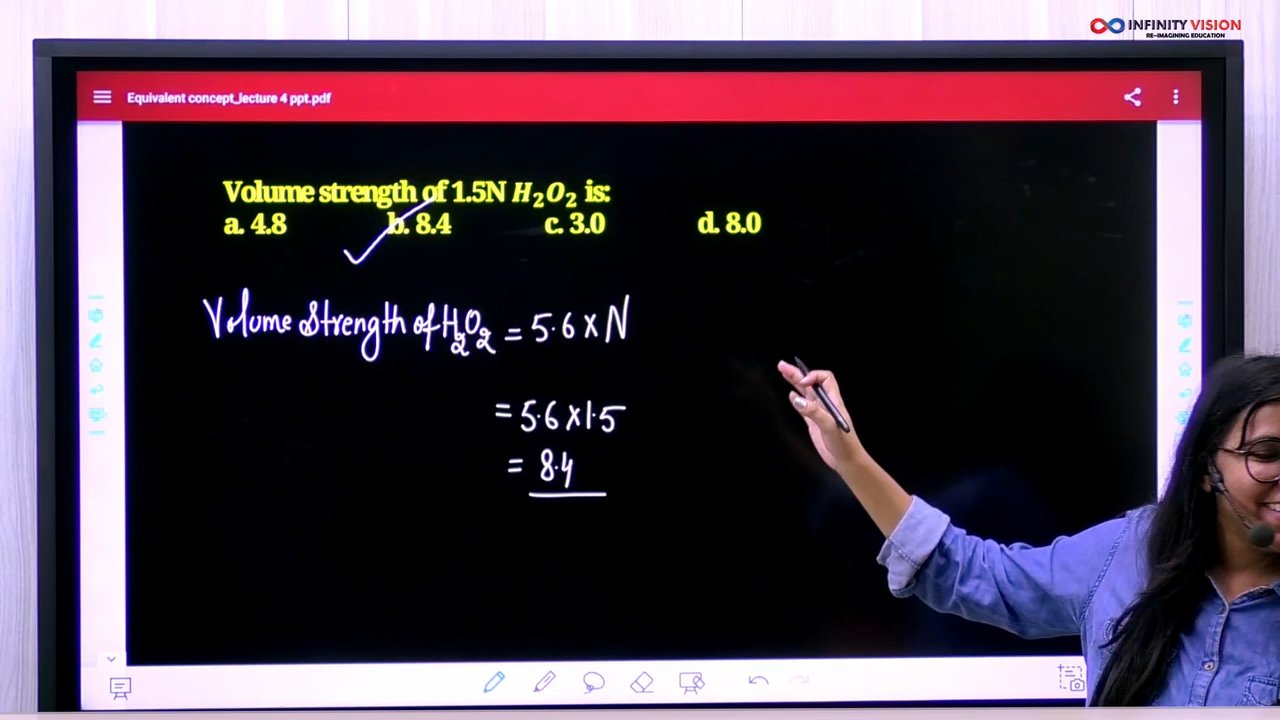 INFINITY VISION
RE-IMAGINING EDUCATION
Equivalent concept_lecture 4 ppt.pdf
Volume strength of 1.5N H₂O₂ is:
a. 4.8 b. 8.4 c. 3.0 d. 8.0
Volume Strength of H₂O₂ = 5.6 × N
= 5.6 × 1.5
= 8.4